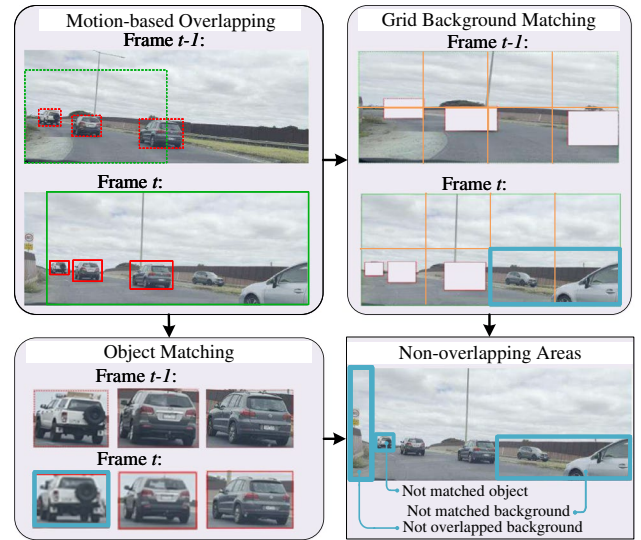 Motion-based Overlapping
Frame t-1:
Frame t:
Grid Background Matching
Frame t-1:
Frame t:
Object Matching
Frame t-1:
Frame t:
Non-overlapping Areas
Not matched object
Not matched background
Not overlapped background